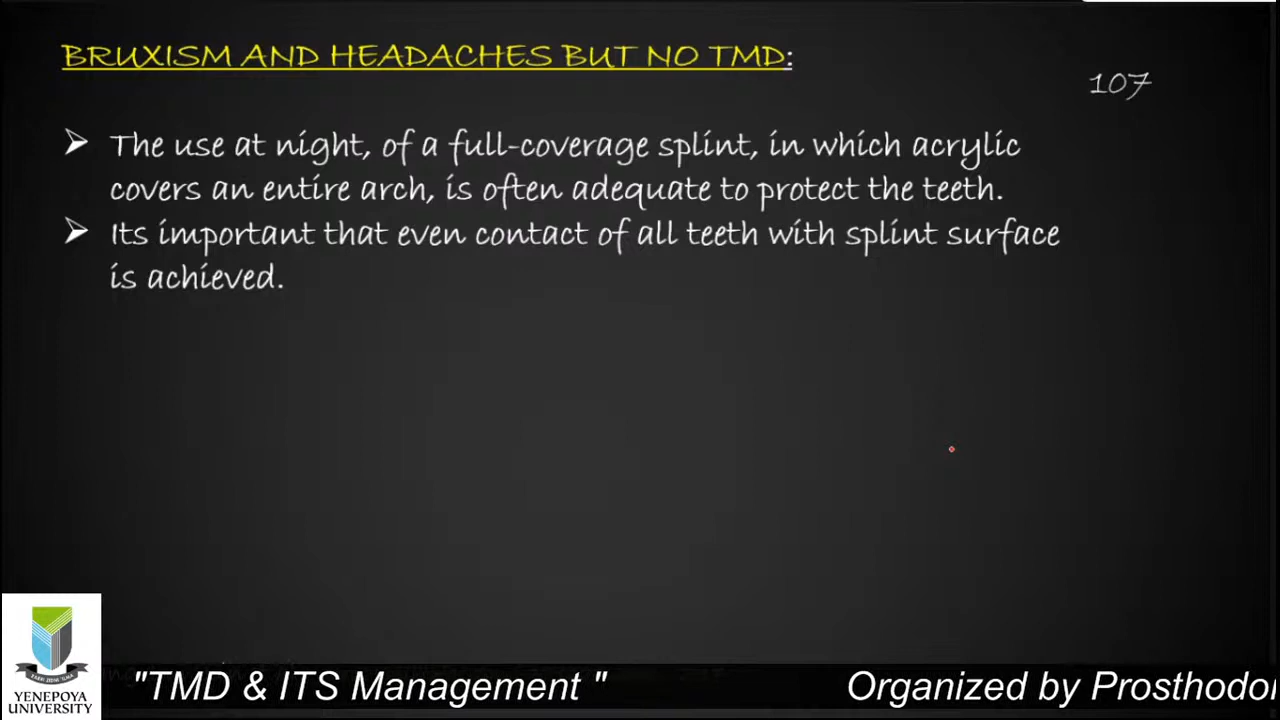 BRUXISM AND HEADACHES BUT NO TMD:
107
➢ The use at night, of a full-coverage splint, in which acrylic
covers an entire arch, is often adequate to protect the teeth.
➢ Its important that even contact of all teeth with splint surface
is achieved.
YENEPOYA
UNIVERSITY
"TMD & ITS Management "
Organized by Prosthodon